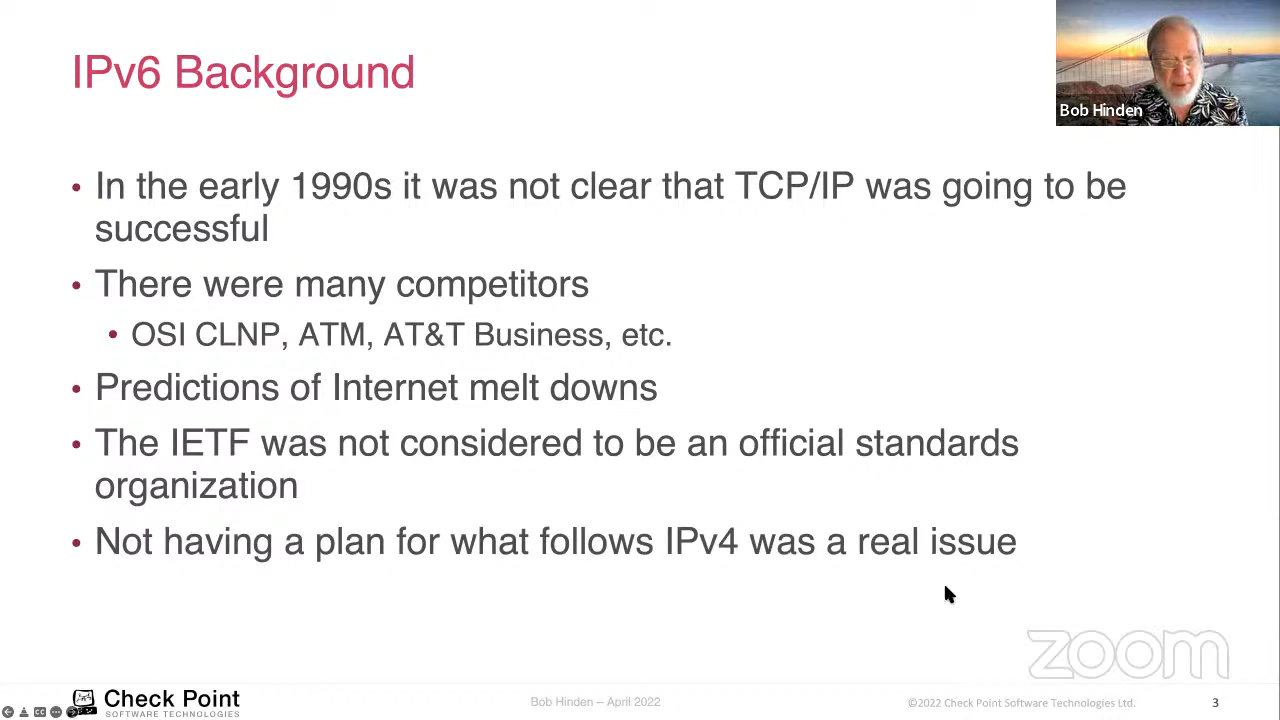 IPv6 Background
Bob Hinden
• In the early 1990s it was not clear that TCP/IP was going to be
successful
• There were many competitors
• OSI CLNP, ATM, AT&T Business, etc.
• Predictions of Internet melt downs
• The IETF was not considered to be an official standards
organization
• Not having a plan for what follows IPv4 was a real issue
zoom
Check Point
SOFTWARE TECHNOLOGIES
Bob Hinden – April 2022
©2022 Check Point Software Technologies Ltd.
3